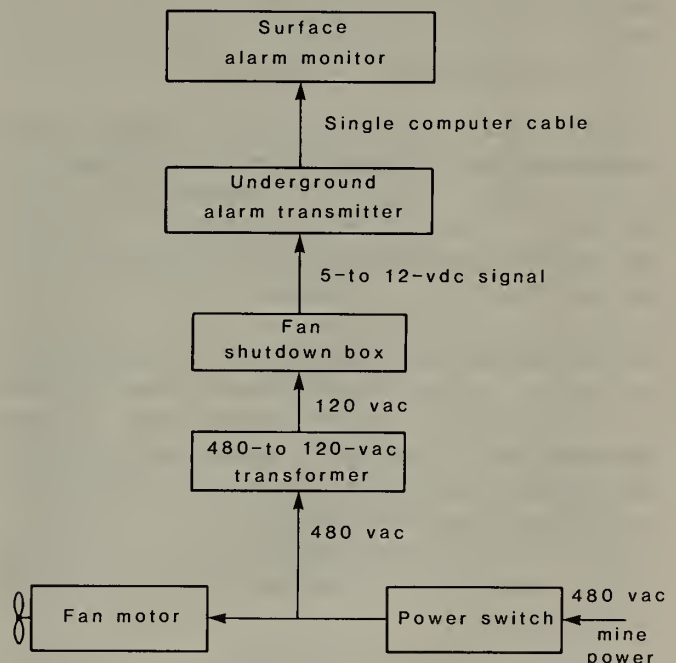 Surface
alarm monitor
Single computer cable
Underground
alarm transmitter
5-to 12-vdc signal
Fan
shutdown box
120 vac
480-to 120-vac
transformer
480 vac
Fan motor
Power switch
480 vac
mine
power